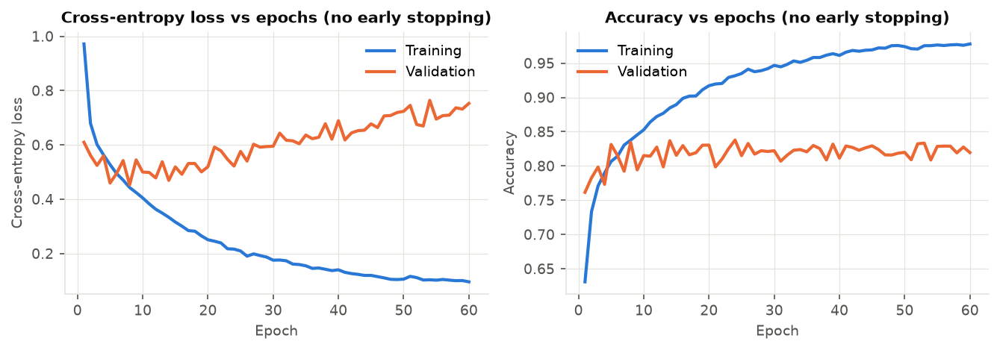 Cross-entropy loss vs epochs (no early stopping)
1.0
0.8
0.6
0.4
0.2
Cross-entropy loss
Training
Validation
0 10 20 30 40 50 60
Epoch
Accuracy vs epochs (no early stopping)
0.95
0.90
0.85
0.80
0.75
0.70
0.65
Accuracy
Training
Validation
0 10 20 30 40 50 60
Epoch